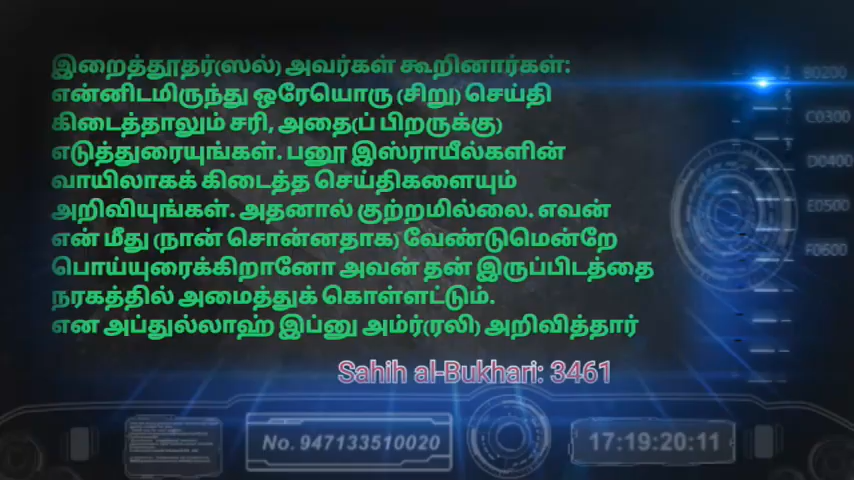 இறைத்தூதர்(ஸல்) அவர்கள் கூறினார்கள்:
என்னிடமிருந்து ஒரேயொரு (சிறு) செய்தி
கிடைத்தாலும் சரி, அதை(ப் பிறருக்கு)
எடுத்துரையுங்கள். பனூ இஸ்ராயீல்களின்
வாயிலாகக் கிடைத்த செய்திகளையும்
அறிவியுங்கள். அதனால் குற்றமில்லை. எவன்
என் மீது (நான் சொன்னதாக) வேண்டுமென்றே
பொய்யுரைக்கிறானோ அவன் தன் இருப்பிடத்தை
நரகத்தில் அமைத்துக் கொள்ளட்டும்.
என அப்துல்லாஹ் இப்னு அம்ர்(ரலி) அறிவித்தார்
Sahih al-Bukhari: 3461
B0200
C0300
D0400
E0500
F0600
No. 947133510020
17:19:20:11